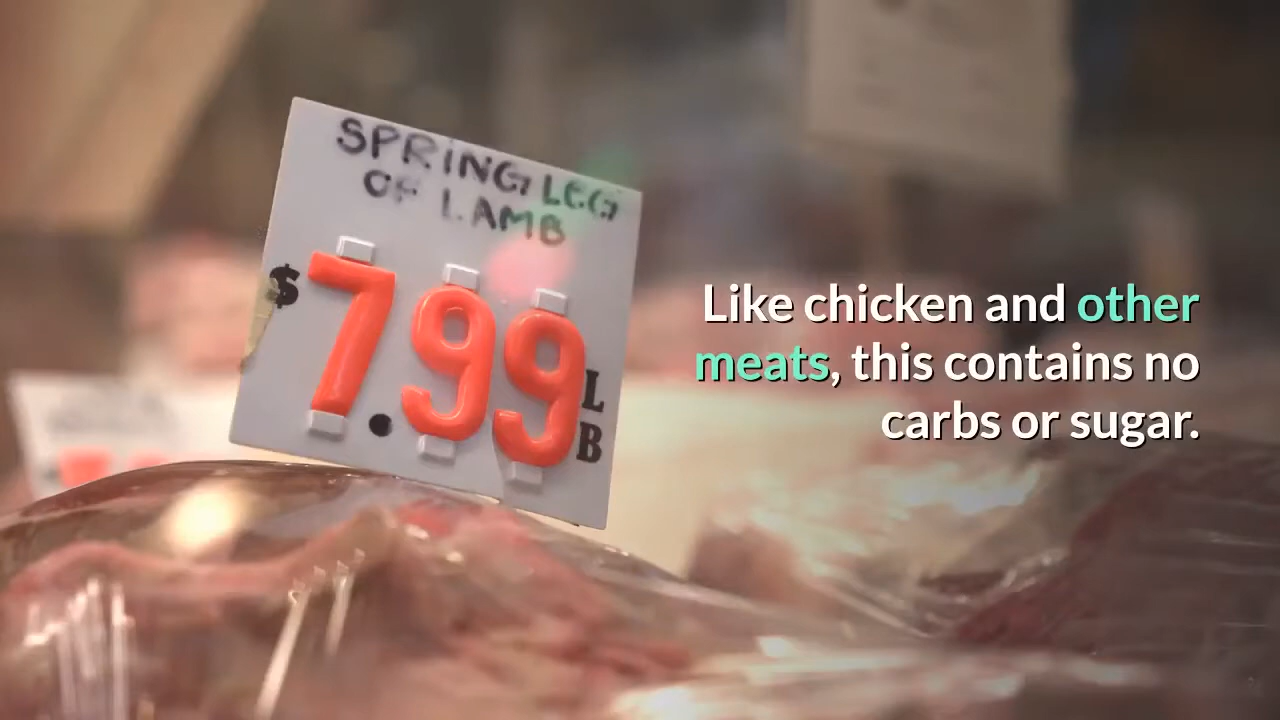 SPRING LEG
OF LAMB
$7.99
LB
Like chicken and other
meats, this contains no
carbs or sugar.